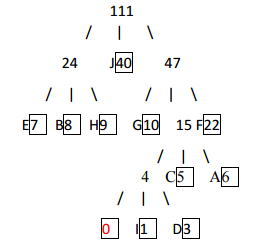 111
/ | \
24 J40 47
/ | \ / | \
E7 B8 H9 G10 15 F22
/ | \
4 C5 A6
/ | \
0 I1 D3